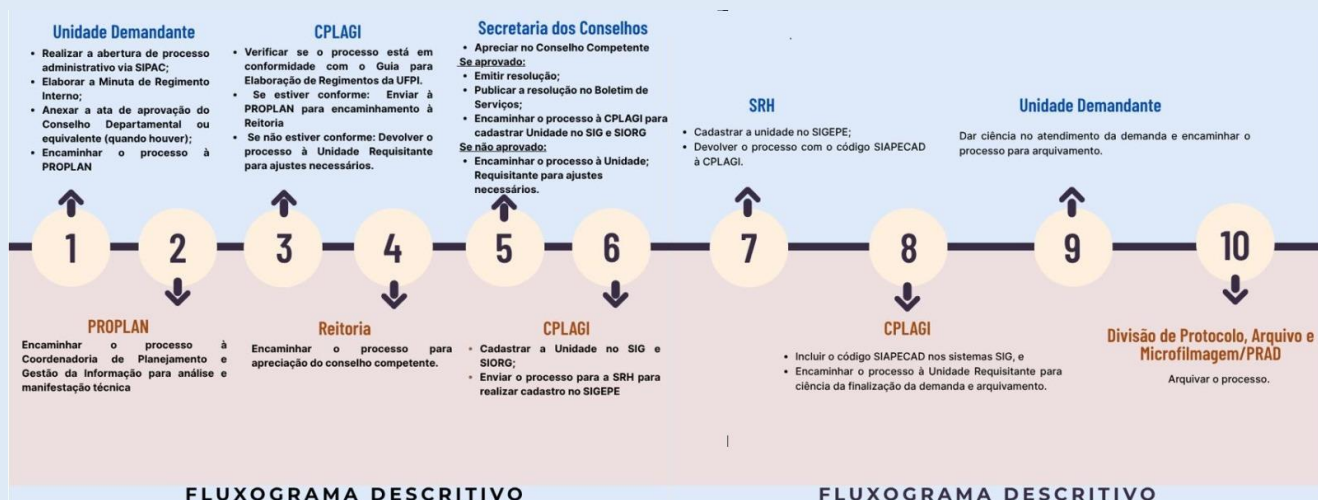 Unidade Demandante
• Realizar a abertura de processo
administrativo via SIPAC;
• Elaborar a Minuta de Regimento
Interno;
• Anexar a ata de aprovação do
Conselho Departamental ou
equivalente (quando houver);
• Encaminhar o processo à
PROPLAN
CPLAGI
• Verificar se o processo está em
conformidade com o Guia para
Elaboração de Regimentos da UFPI.
• Se estiver conforme: Enviar à
PROPLAN para encaminhamento à
Reitoria
• Se não estiver conforme: Devolver o
processo à Unidade Requisitante
para ajustes necessários.
Secretaria dos Conselhos
• Apreciar no Conselho Competente
Se aprovado:
• Emitir resolução;
• Publicar a resolução no Boletim de
Serviços;
• Encaminhar o processo à CPLAGI para
cadastrar Unidade no SIG e SIORG
Se não aprovado:
• Encaminhar o processo à Unidade;
Requisitante para ajustes
necessários.
SRH
• Cadastrar a unidade no SIGEPE;
• Devolver o processo com o código SIAPECAD
à CPLAGI.
Unidade Demandante
Dar ciência no atendimento da demanda e encaminhar o
processo para arquivamento.
1 2 3 4 5 6 7 8 9 10
PROPLAN
Encaminhar o processo à
Coordenadoria de Planejamento e
Gestão da Informação para análise e
manifestação técnica
Reitoria
Encaminhar o processo para
apreciação do conselho competente.
CPLAGI
• Cadastrar a Unidade no SIG e
SIORG;
• Enviar o processo para a SRH para
realizar cadastro no SIGEPE
CPLAGI
• Incluir o código SIAPECAD nos sistemas SIG, e
• Encaminhar o processo à Unidade Requisitante para
ciência da finalização da demanda e arquivamento.
Divisão de Protocolo, Arquivo e
Microfilmagem/PRAD
Arquivar o processo.
FLUXOGRAMA DESCRITIVO
FLUXOGRAMA DESCRITIVO